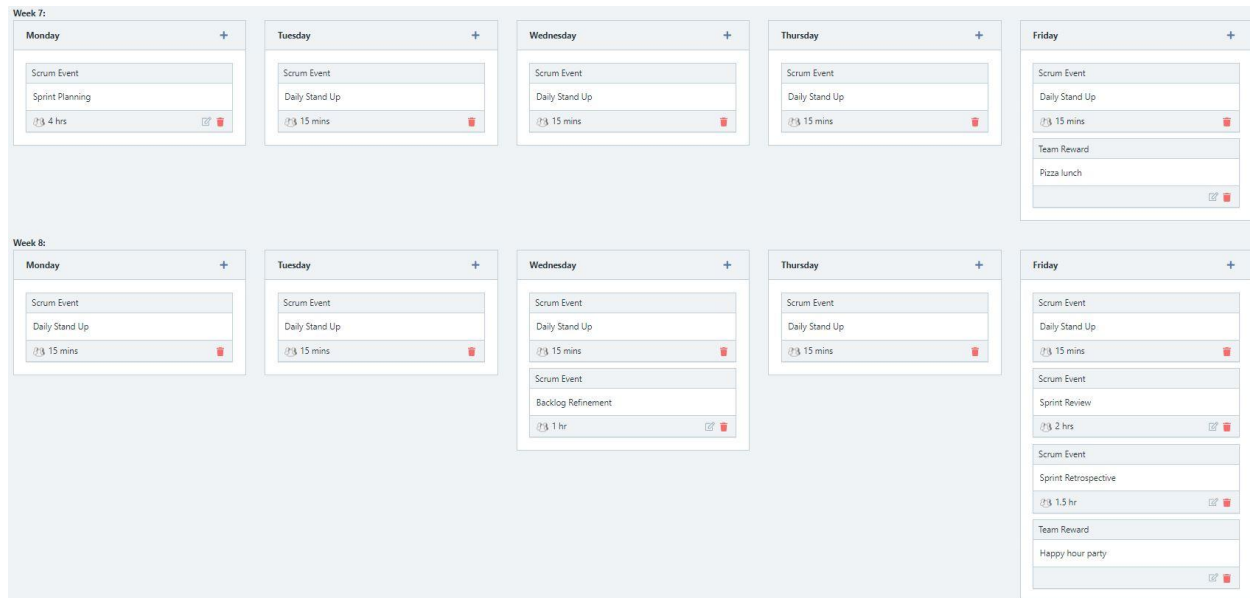 Week 7:
Monday +
Scrum Event
Sprint Planning
4 hrs
Tuesday +
Scrum Event
Daily Stand Up
15 mins
Wednesday +
Scrum Event
Daily Stand Up
15 mins
Thursday +
Scrum Event
Daily Stand Up
15 mins
Friday +
Scrum Event
Daily Stand Up
15 mins
Team Reward
Pizza lunch
Week 8:
Monday +
Scrum Event
Daily Stand Up
15 mins
Tuesday +
Scrum Event
Daily Stand Up
15 mins
Wednesday +
Scrum Event
Daily Stand Up
15 mins
Scrum Event
Backlog Refinement
1 hr
Thursday +
Scrum Event
Daily Stand Up
15 mins
Friday +
Scrum Event
Daily Stand Up
15 mins
Scrum Event
Sprint Review
2 hrs
Scrum Event
Sprint Retrospective
1.5 hr
Team Reward
Happy hour party